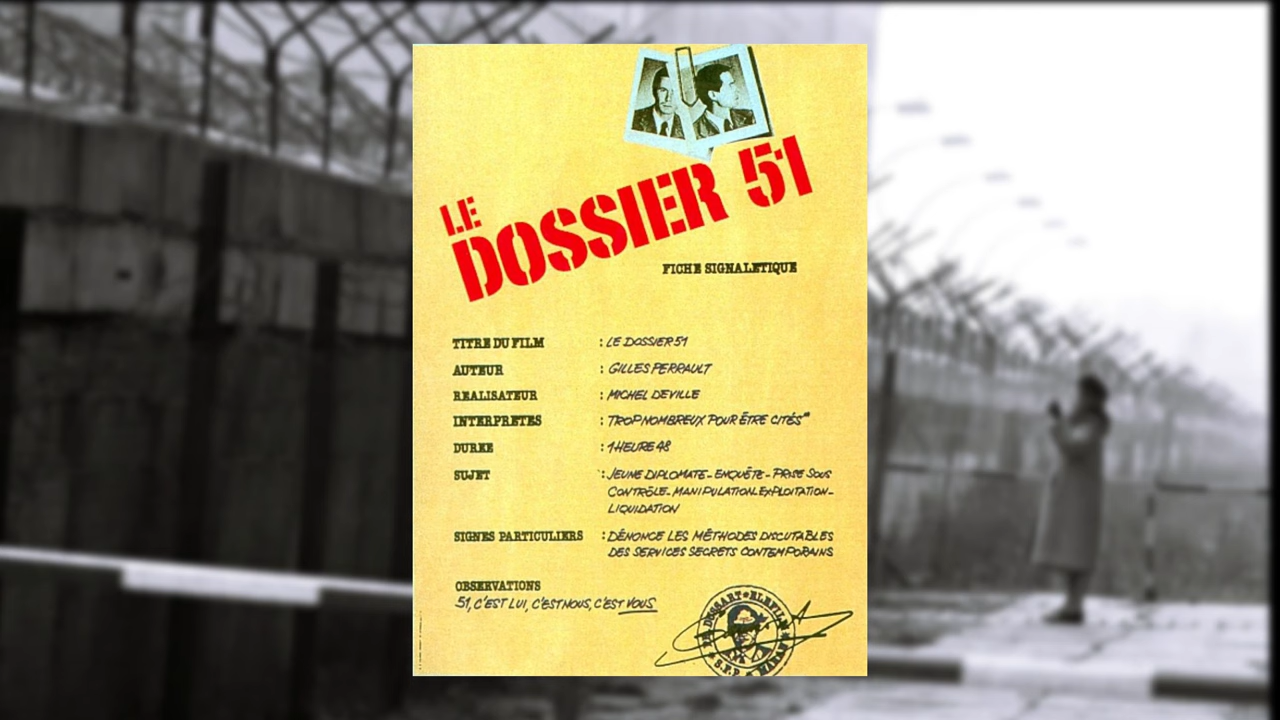 LE
DOSSIER 51
FICHE SIGNALETIQUE
TITRE DU FILM : LE DOSSIER 51
AUTEUR : GILLES PERRAULT
REALISATEUR : MICHEL DEVILLE
INTERPRETES : TROP NOMBREUX POUR ÊTRE CITÉS"
DUREE : 1 HEURE 48
SUJET : JEUNE DIPLOMATE - ENQUÊTE - PRISE SOUS
CONTRÔLE - MANIPULATION - EXPLOITATION -
LIQUIDATION
SIGNES PARTICULIERS : DÉNONCE LES MÉTHODES DISCUTABLES
DES SERVICES SECRETS CONTEMPORAINS
OBSERVATIONS
51, C'EST LUI, C'EST NOUS, C'EST VOUS
ELEFILM
S.F.P.